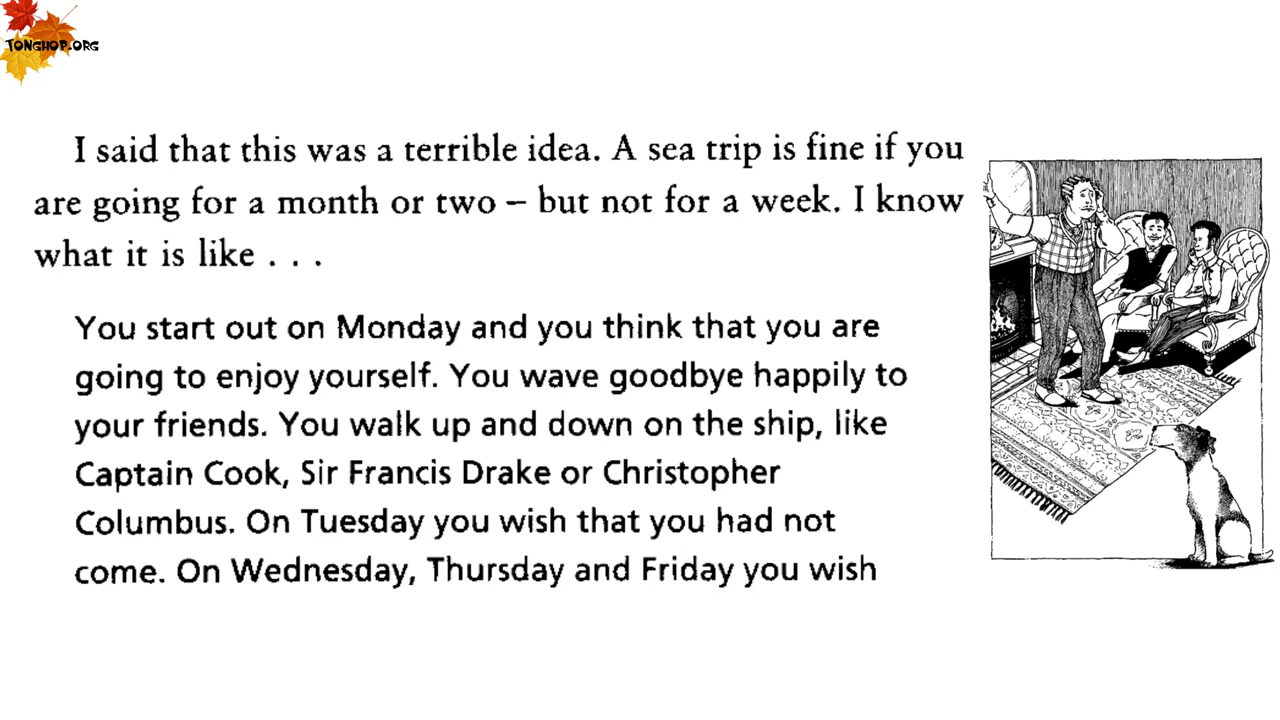 TONGHOP.ORG
I said that this was a terrible idea. A sea trip is fine if you
are going for a month or two – but not for a week. I know
what it is like . . .
You start out on Monday and you think that you are
going to enjoy yourself. You wave goodbye happily to
your friends. You walk up and down on the ship, like
Captain Cook, Sir Francis Drake or Christopher
Columbus. On Tuesday you wish that you had not
come. On Wednesday, Thursday and Friday you wish